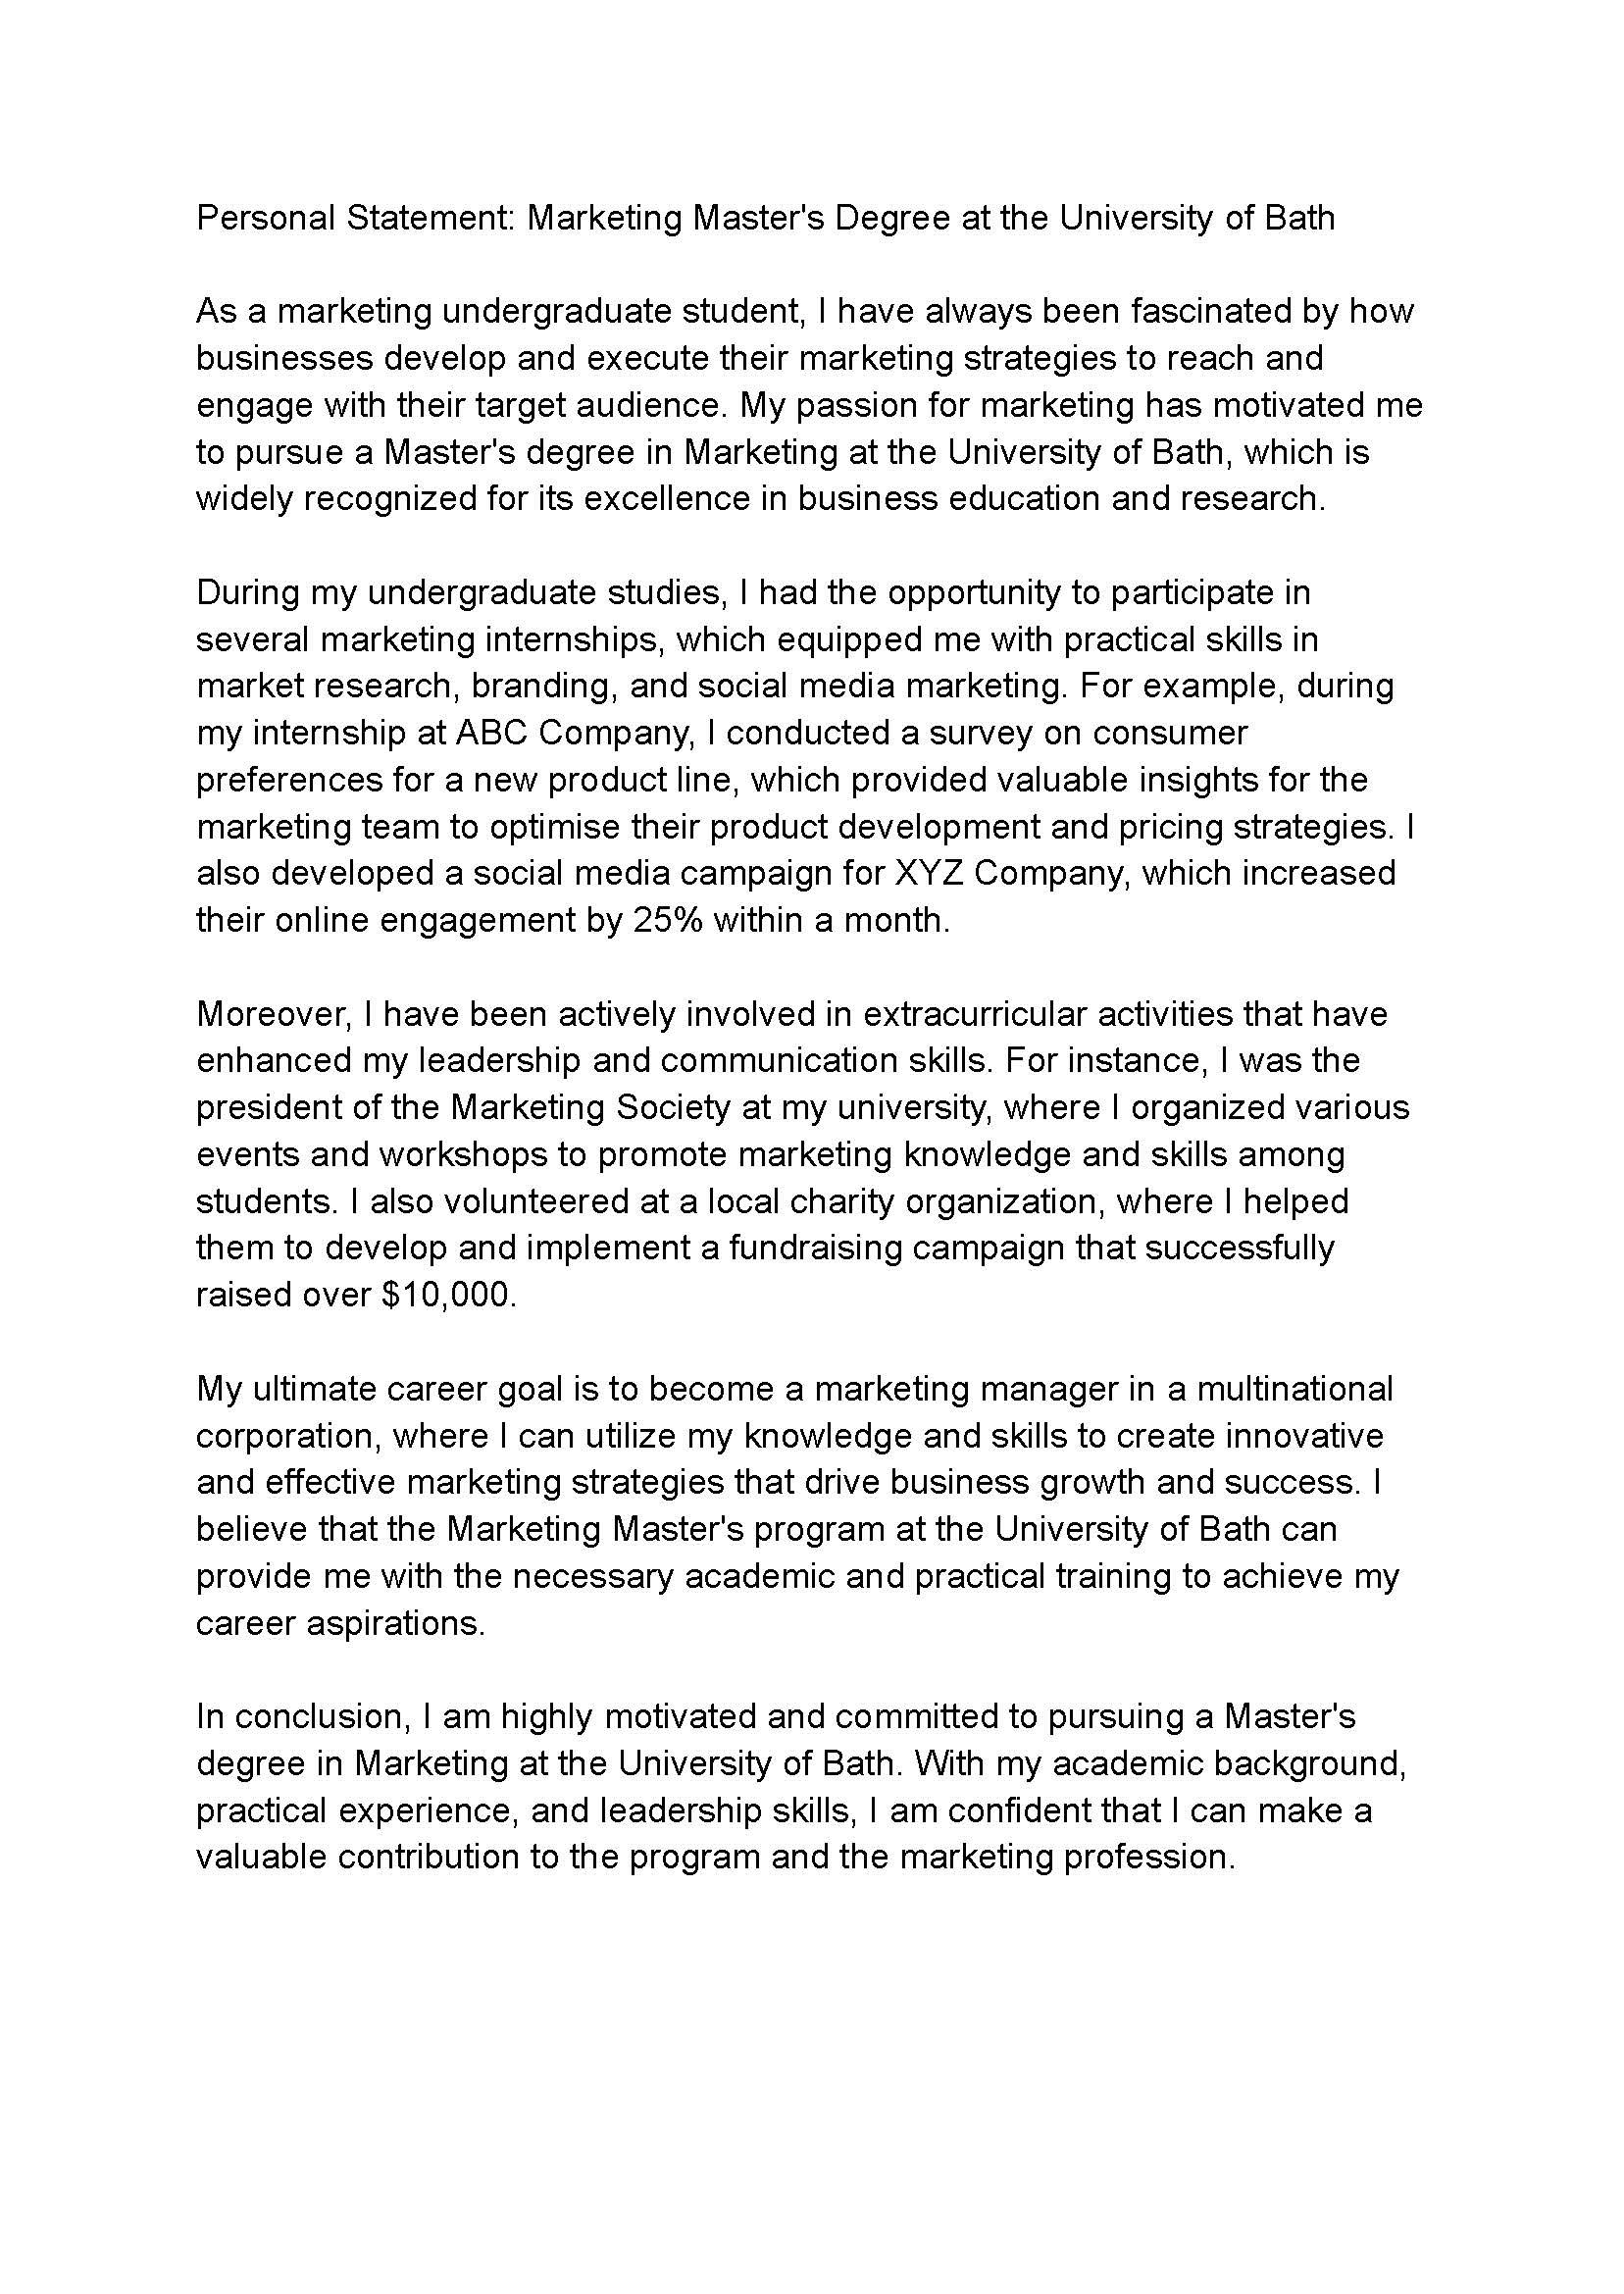 Personal Statement: Marketing Master's Degree at the University of Bath
As a marketing undergraduate student, I have always been fascinated by how
businesses develop and execute their marketing strategies to reach and
engage with their target audience. My passion for marketing has motivated me
to pursue a Master's degree in Marketing at the University of Bath, which is
widely recognized for its excellence in business education and research.
During my undergraduate studies, I had the opportunity to participate in
several marketing internships, which equipped me with practical skills in
market research, branding, and social media marketing. For example, during
my internship at ABC Company, I conducted a survey on consumer
preferences for a new product line, which provided valuable insights for the
marketing team to optimise their product development and pricing strategies. I
also developed a social media campaign for XYZ Company, which increased
their online engagement by 25% within a month.
Moreover, I have been actively involved in extracurricular activities that have
enhanced my leadership and communication skills. For instance, I was the
president of the Marketing Society at my university, where I organized various
events and workshops to promote marketing knowledge and skills among
students. I also volunteered at a local charity organization, where I helped
them to develop and implement a fundraising campaign that successfully
raised over $10,000.
My ultimate career goal is to become a marketing manager in a multinational
corporation, where I can utilize my knowledge and skills to create innovative
and effective marketing strategies that drive business growth and success. I
believe that the Marketing Master's program at the University of Bath can
provide me with the necessary academic and practical training to achieve my
career aspirations.
In conclusion, I am highly motivated and committed to pursuing a Master's
degree in Marketing at the University of Bath. With my academic background,
practical experience, and leadership skills, I am confident that I can make a
valuable contribution to the program and the marketing profession.